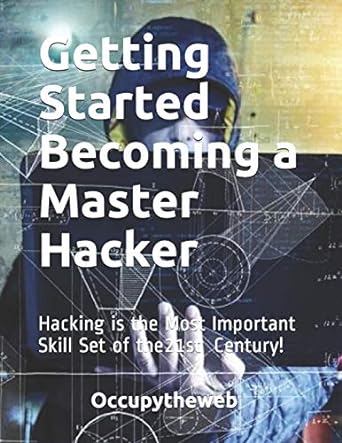 Getting
Started
Becoming a
Master
Hacker
Hacking is the Most Important
Skill Set of the21st Century!
Occupytheweb